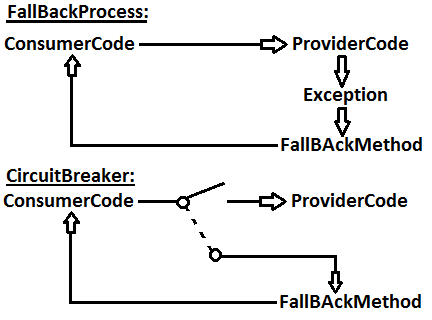 FallBackProcess:
ConsumerCode ProviderCode
Exception
FallBAckMethod
CircuitBreaker:
ConsumerCode ProviderCode
FallBAckMethod